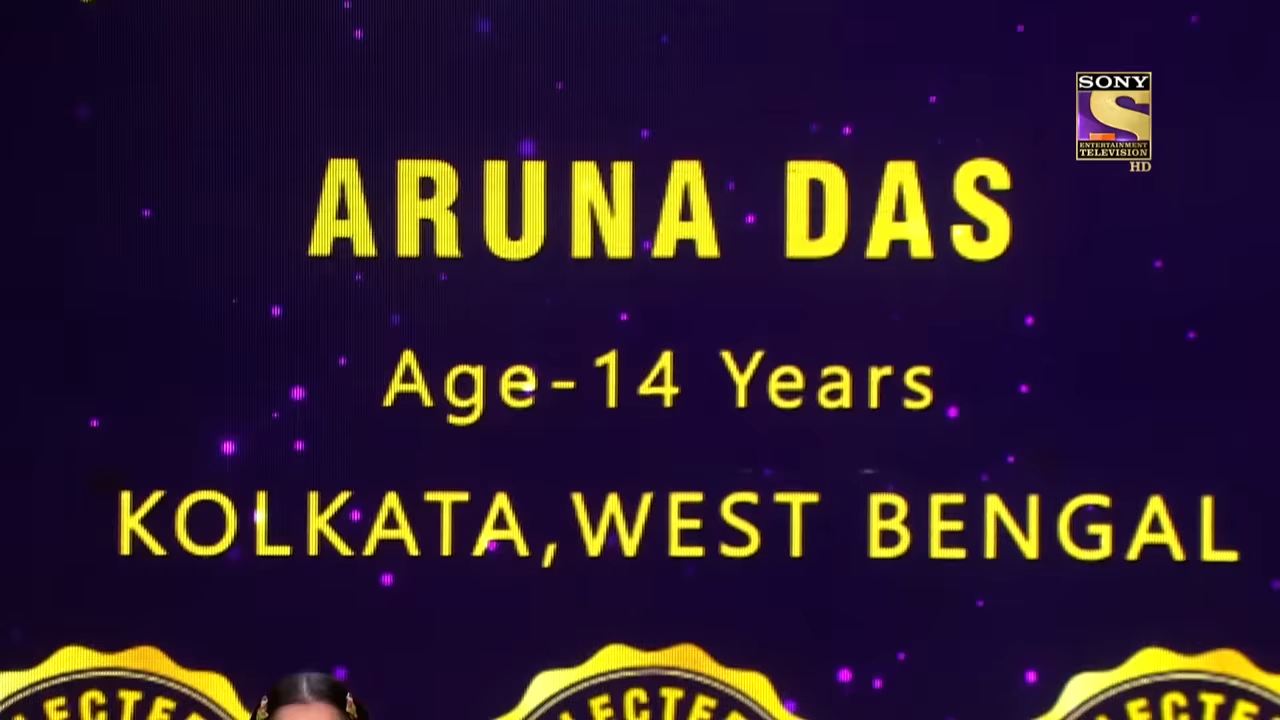 SONY
ENTERTAINMENT
TELEVISION
HD
ARUNA DAS
Age-14 Years
KOLKATA,WEST BENGAL